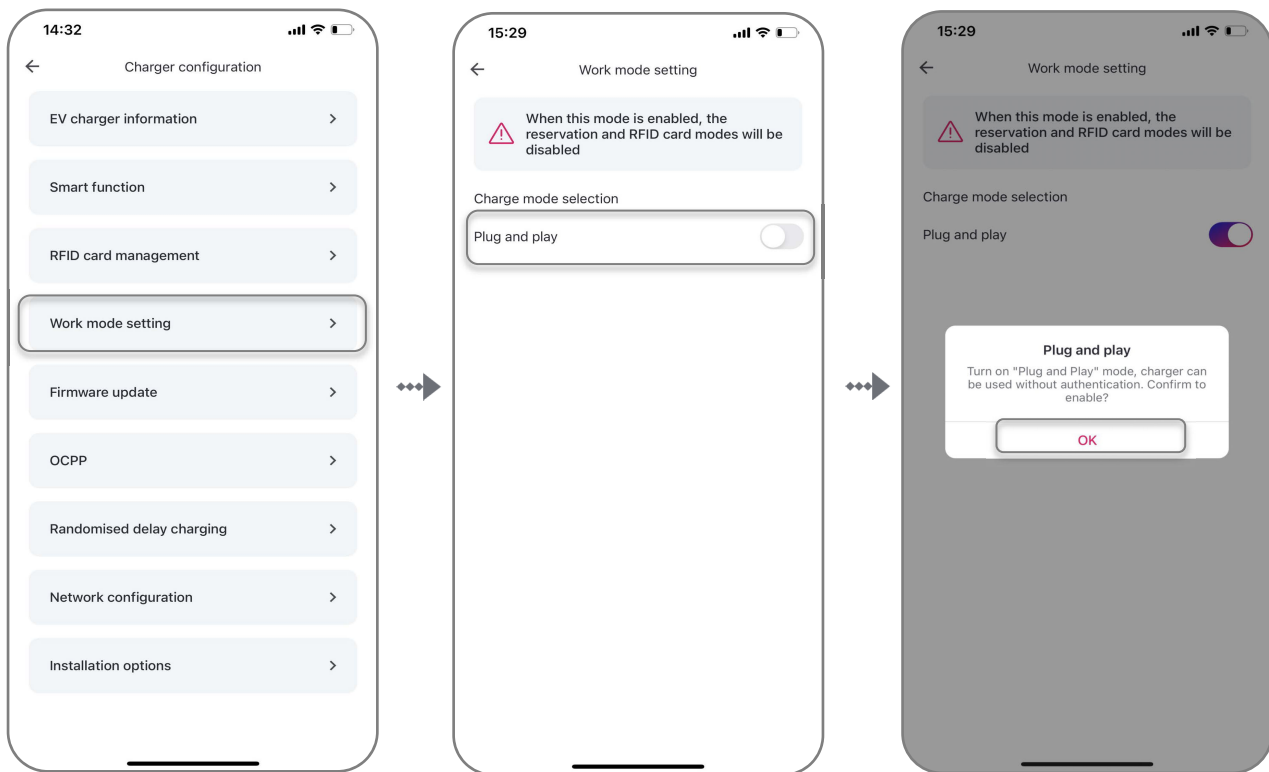 14:32
Charger configuration
EV charger information
Smart function
RFID card management
Work mode setting
Firmware update
OCPP
Randomised delay charging
Network configuration
Installation options
15:29
Work mode setting
When this mode is enabled, the
reservation and RFID card modes will be
disabled
Charge mode selection
Plug and play
15:29
Work mode setting
When this mode is enabled, the
reservation and RFID card modes will be
disabled
Charge mode selection
Plug and play
Plug and play
Turn on "Plug and Play" mode, charger can
be used without authentication. Confirm to
enable?
OK